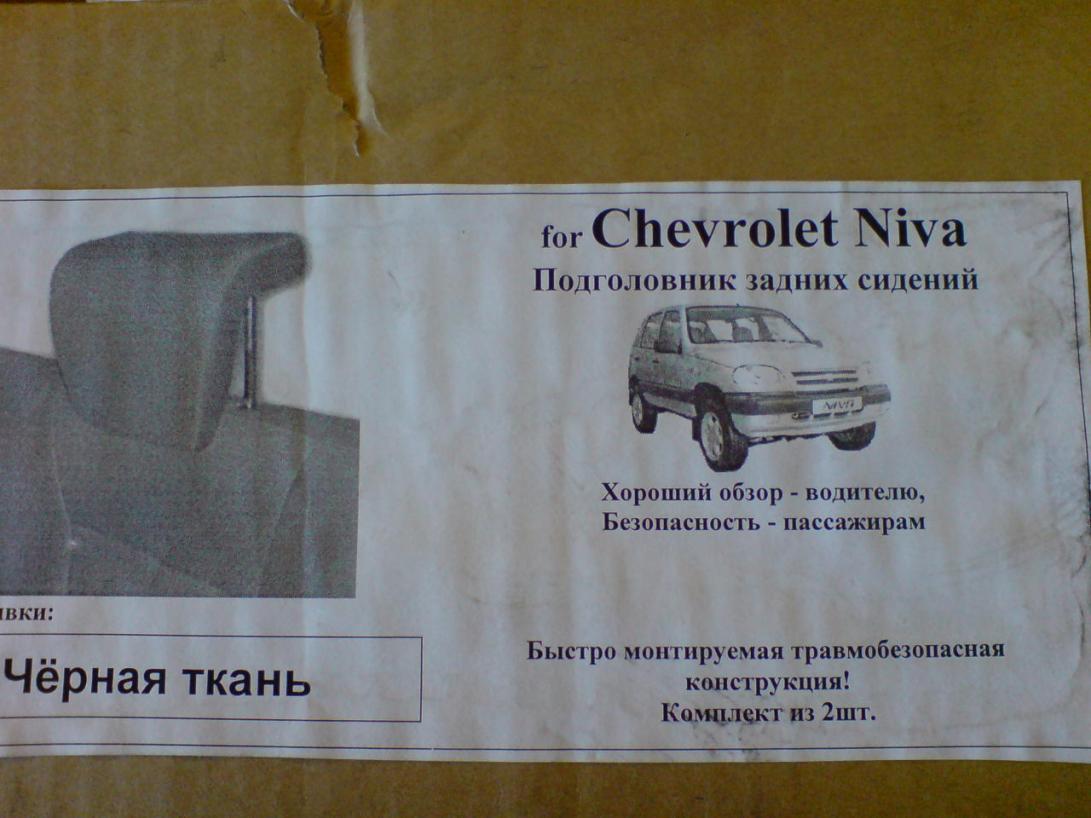 for Chevrolet Niva
Подголовник задних сидений
NIVA
Хороший обзор - водителю,
Безопасность - пассажирам
Чёрная ткань
Быстро монтируемая травмобезопасная
конструкция!
Комплект из 2шт.